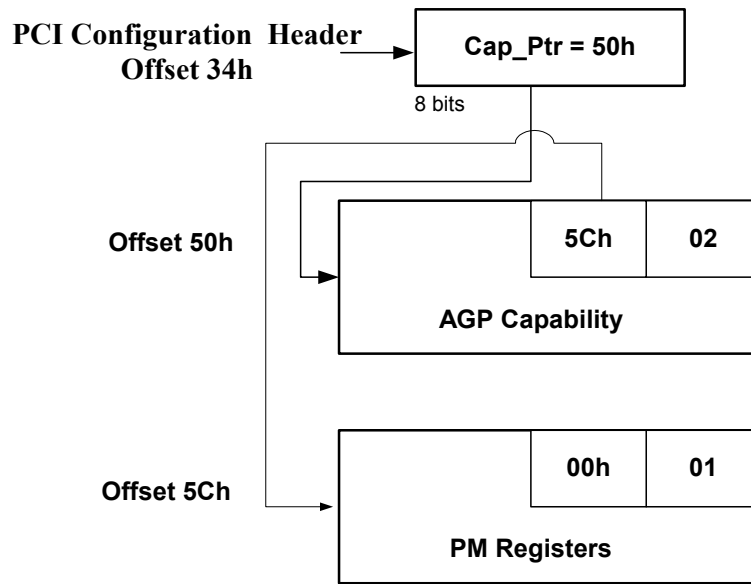 PCI Configuration Header
Offset 34h
Cap_Ptr = 50h
8 bits
Offset 50h
5Ch
02
AGP Capability
Offset 5Ch
00h
01
PM Registers